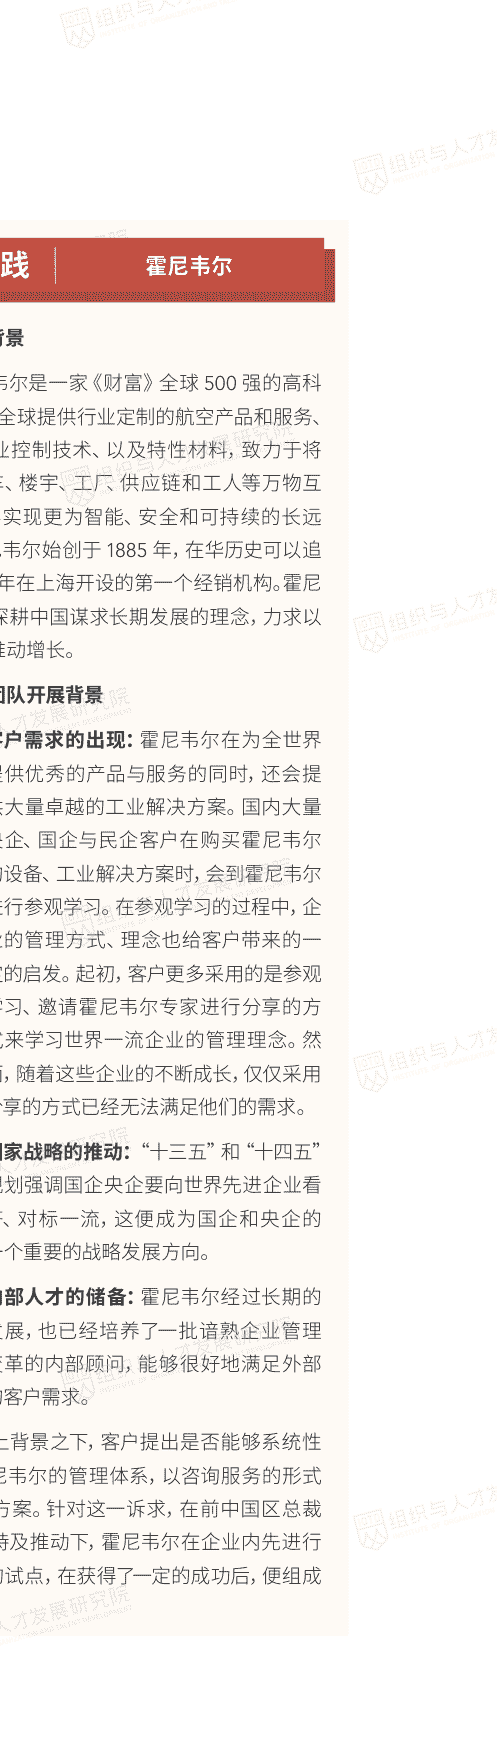 践
霍尼韦尔
背景
韦尔是一家《财富》全球 500 强的高科
全球提供行业定制的航空产品和服务、
业控制技术、以及特性材料，致力于将
车、楼宇、工厂、供应链和工人等万物互
实现更为智能、安全和可持续的长远
尼韦尔始创于 1885 年，在华历史可以追
年在上海开设的第一个经销机构。霍尼
深耕中国谋求长期发展的理念，力求以
推动增长。
团队开展背景
客户需求的出现：霍尼韦尔在为全世界
提供优秀的产品与服务的同时，还会提
供大量卓越的工业解决方案。国内大量
央企、国企与民企客户在购买霍尼韦尔
的设备、工业解决方案时，会到霍尼韦尔
进行参观学习。在参观学习的过程中，企
业的管理方式、理念也给客户带来的一
定的启发。起初，客户更多采用的是参观
学习、邀请霍尼韦尔专家进行分享的方
式来学习世界一流企业的管理理念。然
而，随着这些企业的不断成长，仅仅采用
分享的方式已经无法满足他们的需求。
国家战略的推动：“十三五”和“十四五”
规划强调国企央企要向世界先进企业看
齐、对标一流，这便成为国企和央企的
一个重要的战略发展方向。
内部人才的储备：霍尼韦尔经过长期的
发展，也已经培养了一批谙熟企业管理
变革的内部顾问，能够很好地满足外部
的客户需求。
上背景之下，客户提出是否能够系统性
尼韦尔的管理体系，以咨询服务的形式
方案。针对这一诉求，在前中国区总裁
持及推动下，霍尼韦尔在企业内先进行
的试点，在获得了一定的成功后，便组成